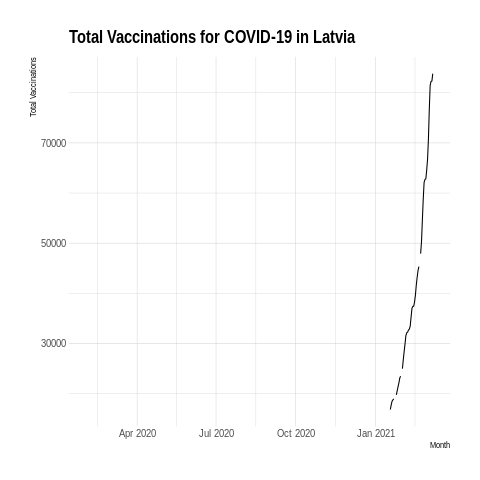 Total Vaccinations for COVID-19 in Latvia
Total Vaccinations
70000
50000
30000
Apr 2020
Jul 2020
Oct 2020
Jan 2021
Month